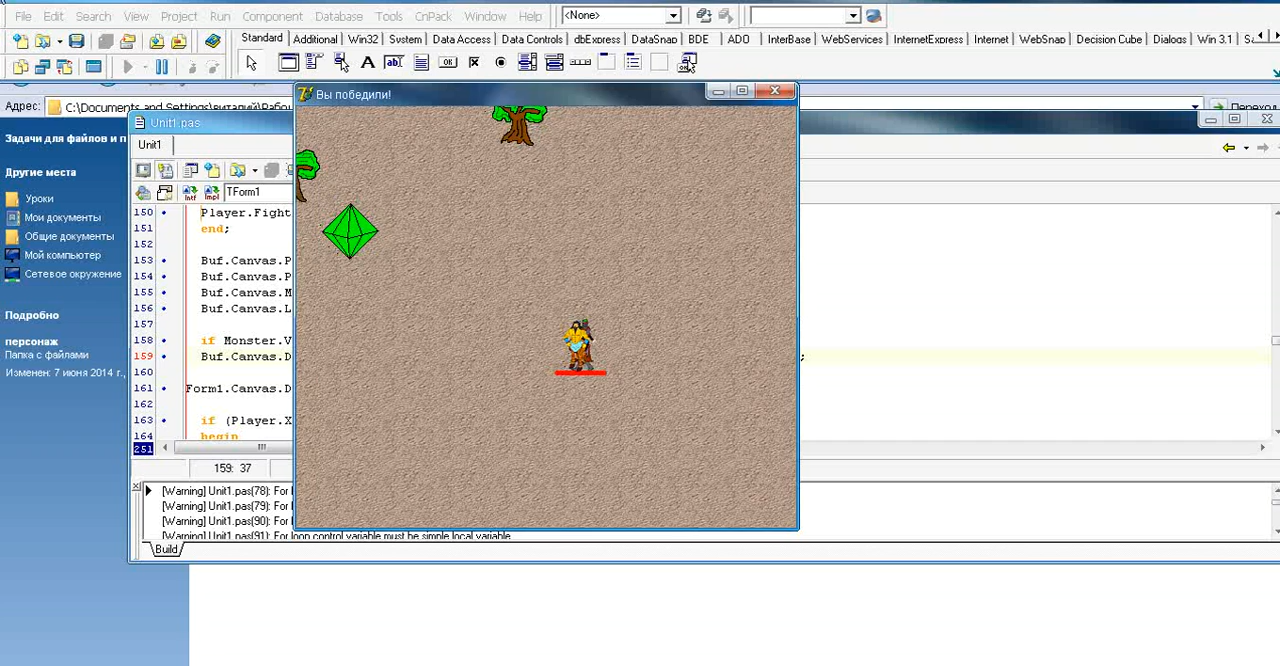 File Edit Search View Project Run Component Database Tools CnPack Window Help <None>
Standard Additional Win32 System Data Access Data Controls dbExpress DataSnap BDE ADO InterBase WebServices InternetExpress Internet WebSnap Decision Cube Dialogs Win 3.1
Адрес: C:\Documents and Settings\виталий\Рабо Переход
Вы победили!
Задачи для файлов и п
Другие места
Уроки
Мои документы
Общие документы
Мой компьютер
Сетевое окружение
Подробно
персонаж
Папка с файлами
Изменен: 7 июня 2014 г.,
Unit1.pas
Unit1
TForm1
150 Player.Fight
151 end;
152
153 Buf.Canvas.P
154 Buf.Canvas.P
155 Buf.Canvas.M
156 Buf.Canvas.L
157
158 if Monster.V
159 Buf.Canvas.D ;
160
161 Form1.Canvas.D
162
163 if (Player.X
164 begin
251
159: 37
[Warning] Unit1.pas(78): For l
[Warning] Unit1.pas(79): For l
[Warning] Unit1.pas(90): For l
[Warning] Unit1.pas(91): For loop control variable must be simple local variable
Build